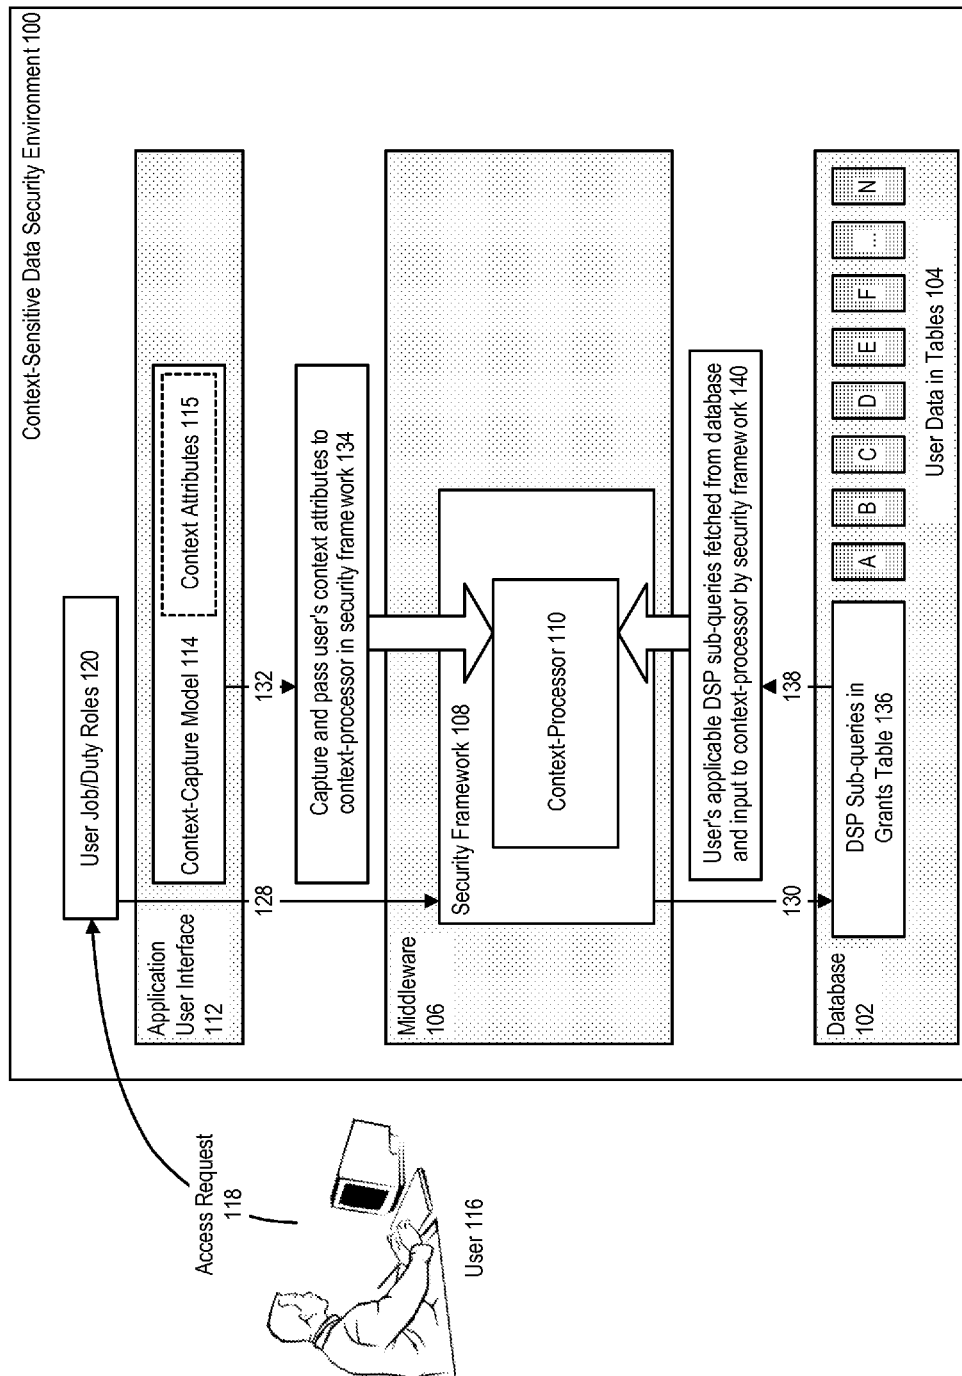 Context-Sensitive Data Security Environment 100
Access Request
118
User 116
User Job/Duty Roles 120
Application
User Interface
112
Context-Capture Model 114
Context Attributes 115
128
132
Capture and pass user's context attributes to
context-processor in security framework 134
Middleware
106
Security Framework 108
Context-Processor 110
User's applicable DSP sub-queries fetched from database
and input to context-processor by security framework 140
130
138
Database
102
DSP Sub-queries in
Grants Table 136
A
B
C
D
E
F
...
N
User Data in Tables 104